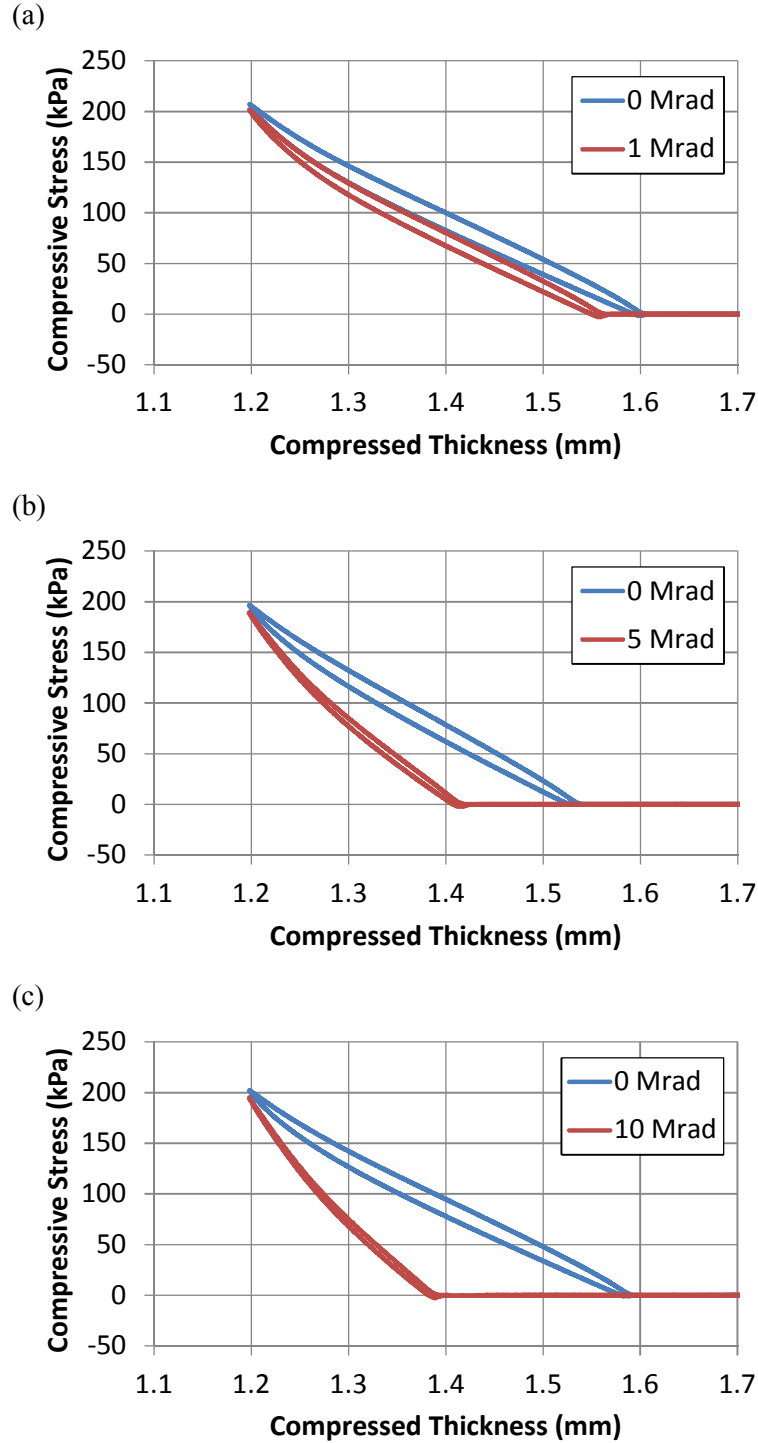 (a)
250
200
150
100
50
0
-50
Compressive Stress (kPa)
0 Mrad
1 Mrad
1.1 1.2 1.3 1.4 1.5 1.6 1.7
Compressed Thickness (mm)
(b)
250
200
150
100
50
0
-50
Compressive Stress (kPa)
0 Mrad
5 Mrad
1.1 1.2 1.3 1.4 1.5 1.6 1.7
Compressed Thickness (mm)
(c)
250
200
150
100
50
0
-50
Compressive Stress (kPa)
0 Mrad
10 Mrad
1.1 1.2 1.3 1.4 1.5 1.6 1.7
Compressed Thickness (mm)